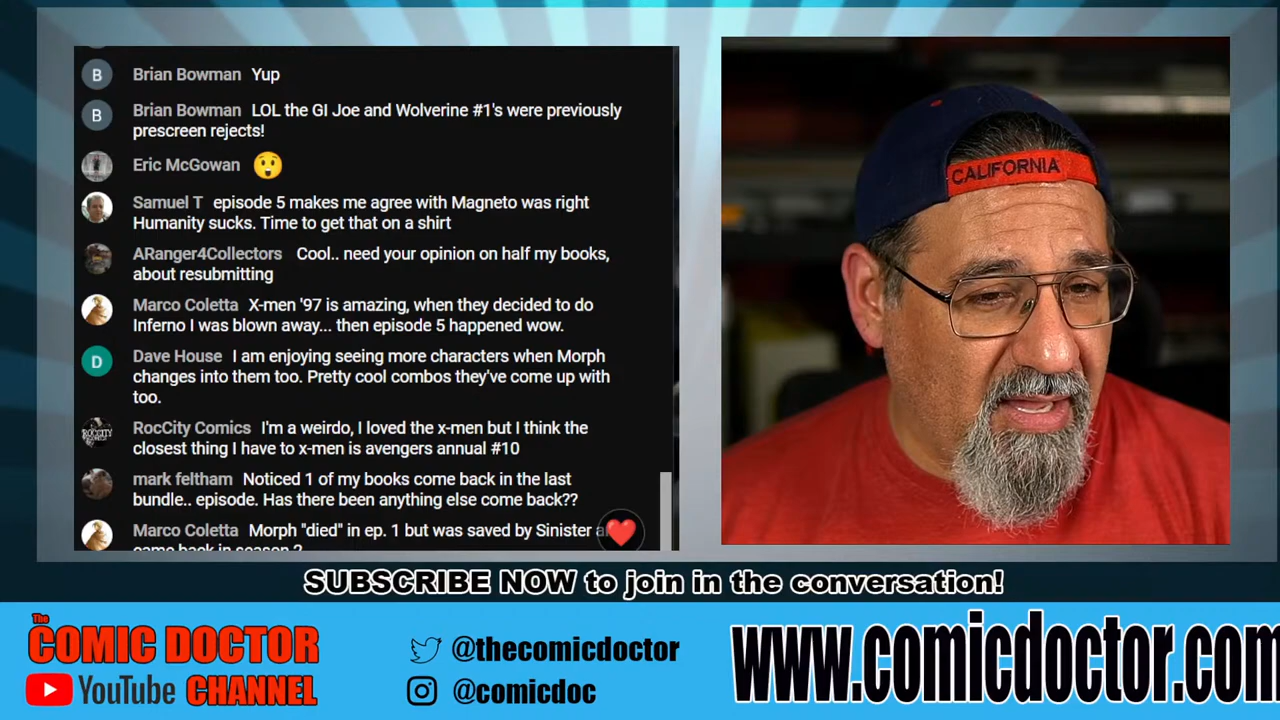 B Brian Bowman Yup
B Brian Bowman LOL the GI Joe and Wolverine #1's were previously
prescreen rejects!
Eric McGowan 😲
Samuel T episode 5 makes me agree with Magneto was right
Humanity sucks. Time to get that on a shirt
ARanger4Collectors Cool.. need your opinion on half my books,
about resubmitting
Marco Coletta X-men '97 is amazing, when they decided to do
Inferno I was blown away... then episode 5 happened wow.
D Dave House I am enjoying seeing more characters when Morph
changes into them too. Pretty cool combos they've come up with
too.
ROCCITY
RocCity Comics I'm a weirdo, I loved the x-men but I think the
closest thing I have to x-men is avengers annual #10
mark feltham Noticed 1 of my books come back in the last
bundle.. episode. Has there been anything else come back??
Marco Coletta Morph "died" in ep. 1 but was saved by Sinister
came back in season 2
CALIFORNIA
SUBSCRIBE NOW to join in the conversation!
The
COMIC DOCTOR
YouTube CHANNEL
@thecomicdoctor
@comicdoc
www.comicdoctor.com